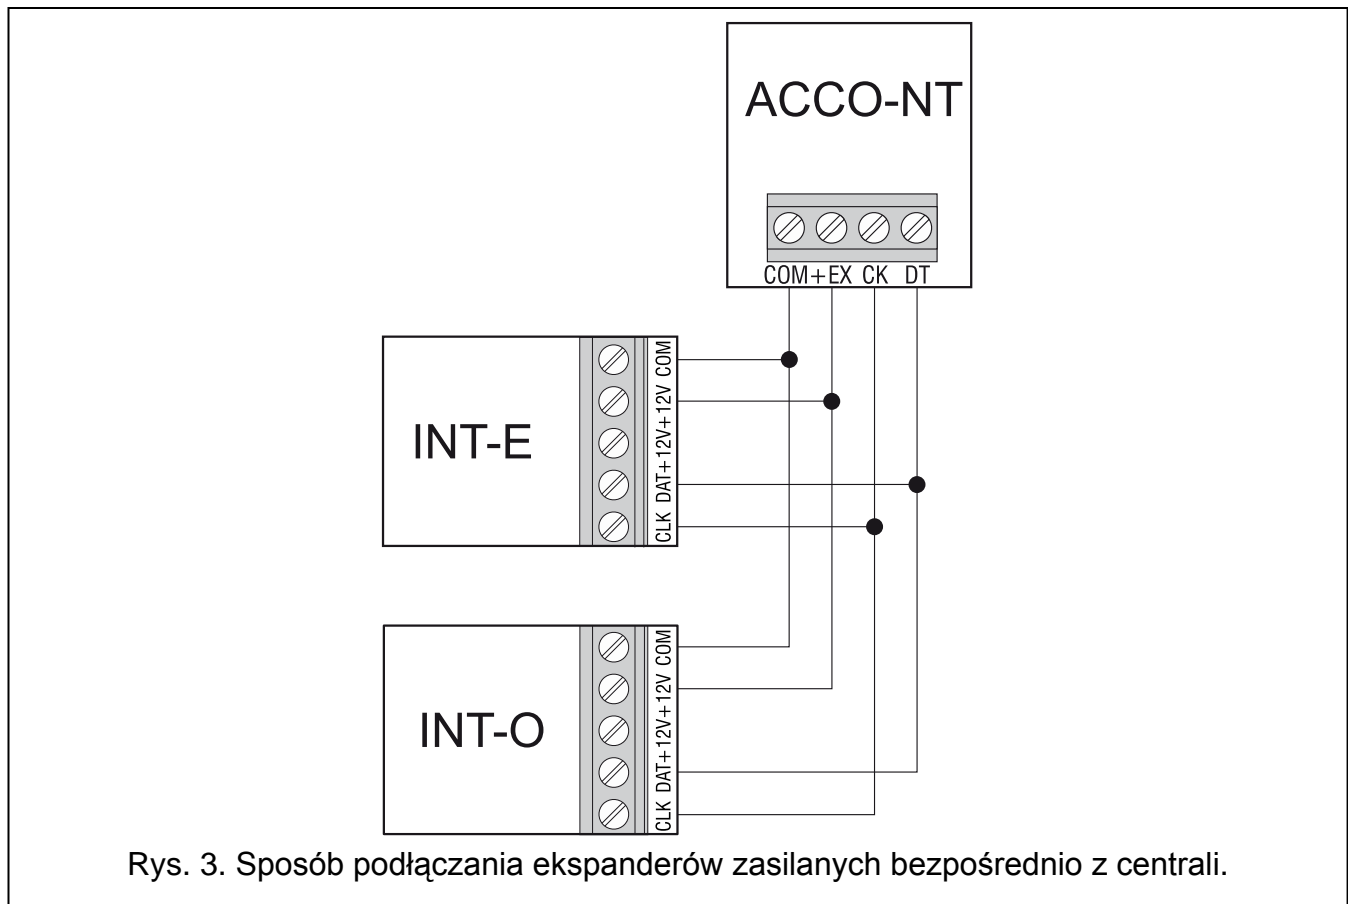 ACCO-NT
COM +EX CK DT
INT-E
CLK DAT +12V +12V COM
INT-O
CLK DAT +12V +12V COM
Rys. 3. Sposób podłączania ekspanderów zasilanych bezpośrednio z centrali.